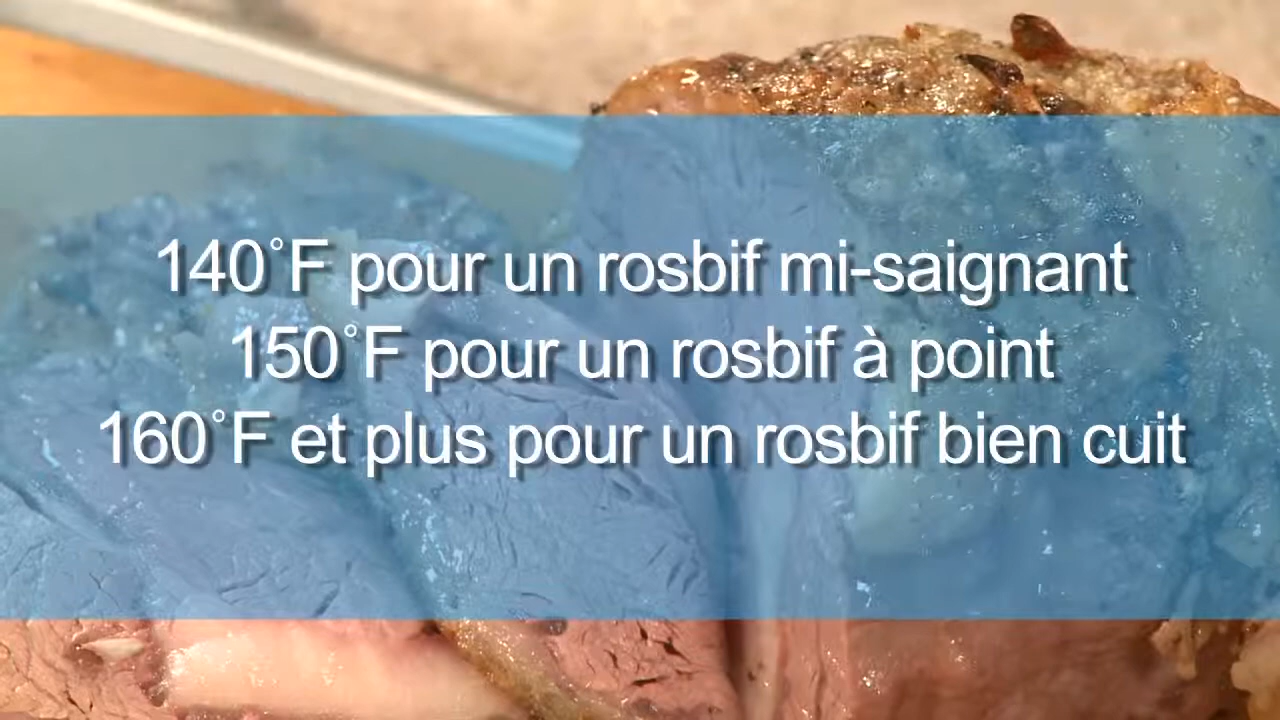 140°F pour un rosbif mi-saignant
150°F pour un rosbif à point
160°F et plus pour un rosbif bien cuit